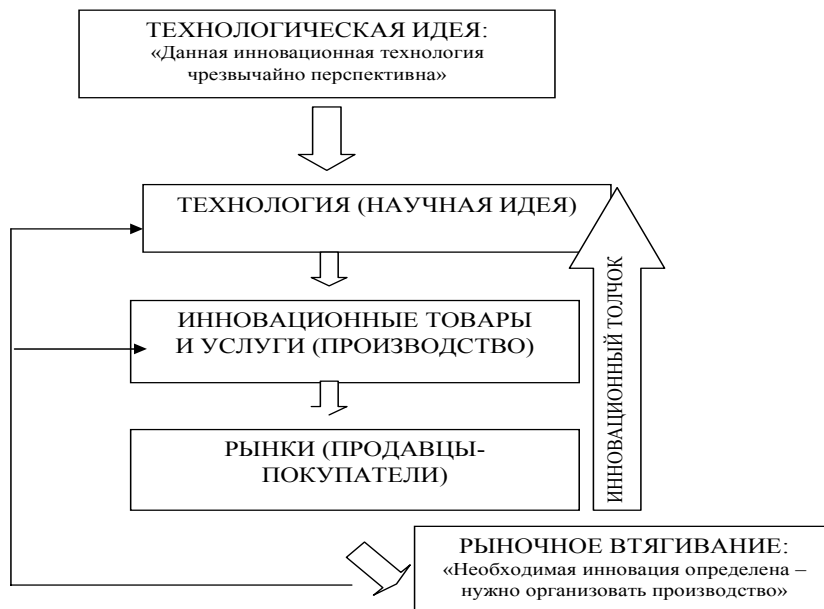 ТЕХНОЛОГИЧЕСКАЯ ИДЕЯ:
«Данная инновационная технология
чрезвычайно перспективна»
ТЕХНОЛОГИЯ (НАУЧНАЯ ИДЕЯ)
ИННОВАЦИОННЫЕ ТОВАРЫ
И УСЛУГИ (ПРОИЗВОДСТВО)
РЫНКИ (ПРОДАВЦЫ-
ПОКУПАТЕЛИ)
ИННОВАЦИОННЫЙ ТОЛЧОК
РЫНОЧНОЕ ВТЯГИВАНИЕ:
«Необходимая инновация определена –
нужно организовать производство»